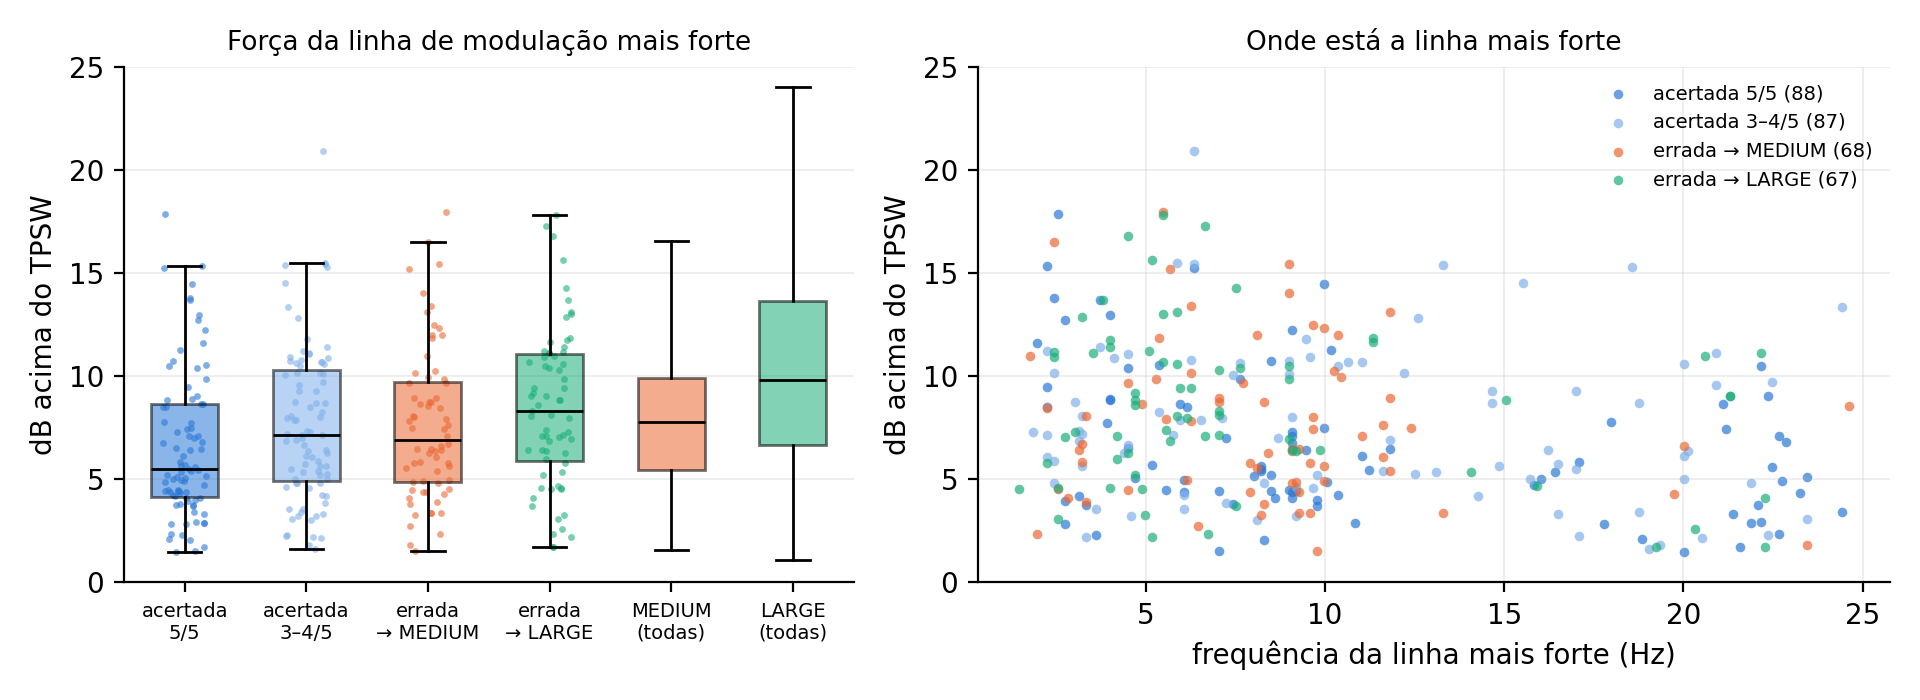 Força da linha de modulação mais forte
dB acima do TPSW
25
20
15
10
5
0
acertada
5/5
acertada
3–4/5
errada
→ MEDIUM
errada
→ LARGE
MEDIUM
(todas)
LARGE
(todas)
Onde está a linha mais forte
dB acima do TPSW
25
20
15
10
5
0
acertada 5/5 (88)
acertada 3–4/5 (87)
errada → MEDIUM (68)
errada → LARGE (67)
5 10 15 20 25
frequência da linha mais forte (Hz)